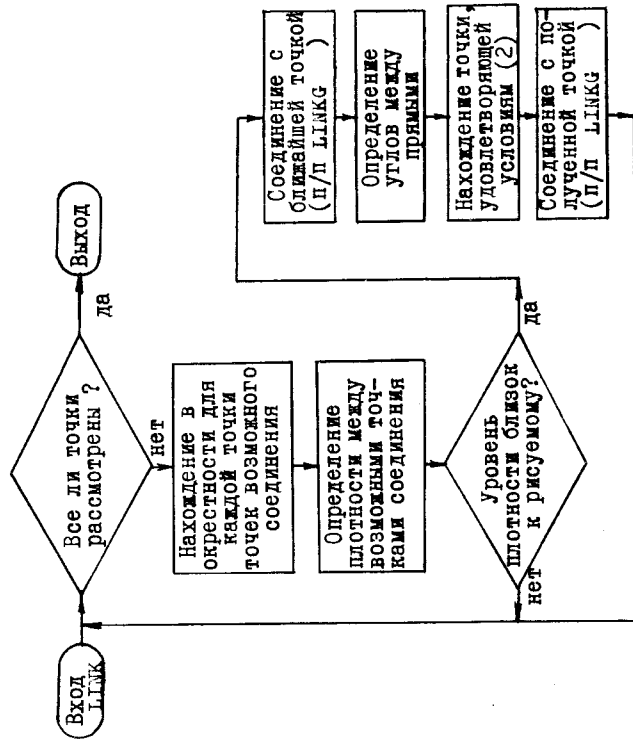 Вход
LINK
Все ли точки
рассмотрены ?
да
Выход
нет
Нахождение в
окрестности для
каждой точки
точек возможного
соединения
Определение
плотности между
возможными точ-
ками соединения
Уровень
плотности близок
к рисуемому?
нет
да
Соединение с
ближайшей точкой
(п/п LINKG )
Определение
углов между
прямыми
Нахождение точки,
удовлетворяющей
условиям (2)
Соединение с по-
лученной точкой
(п/п LINKG )